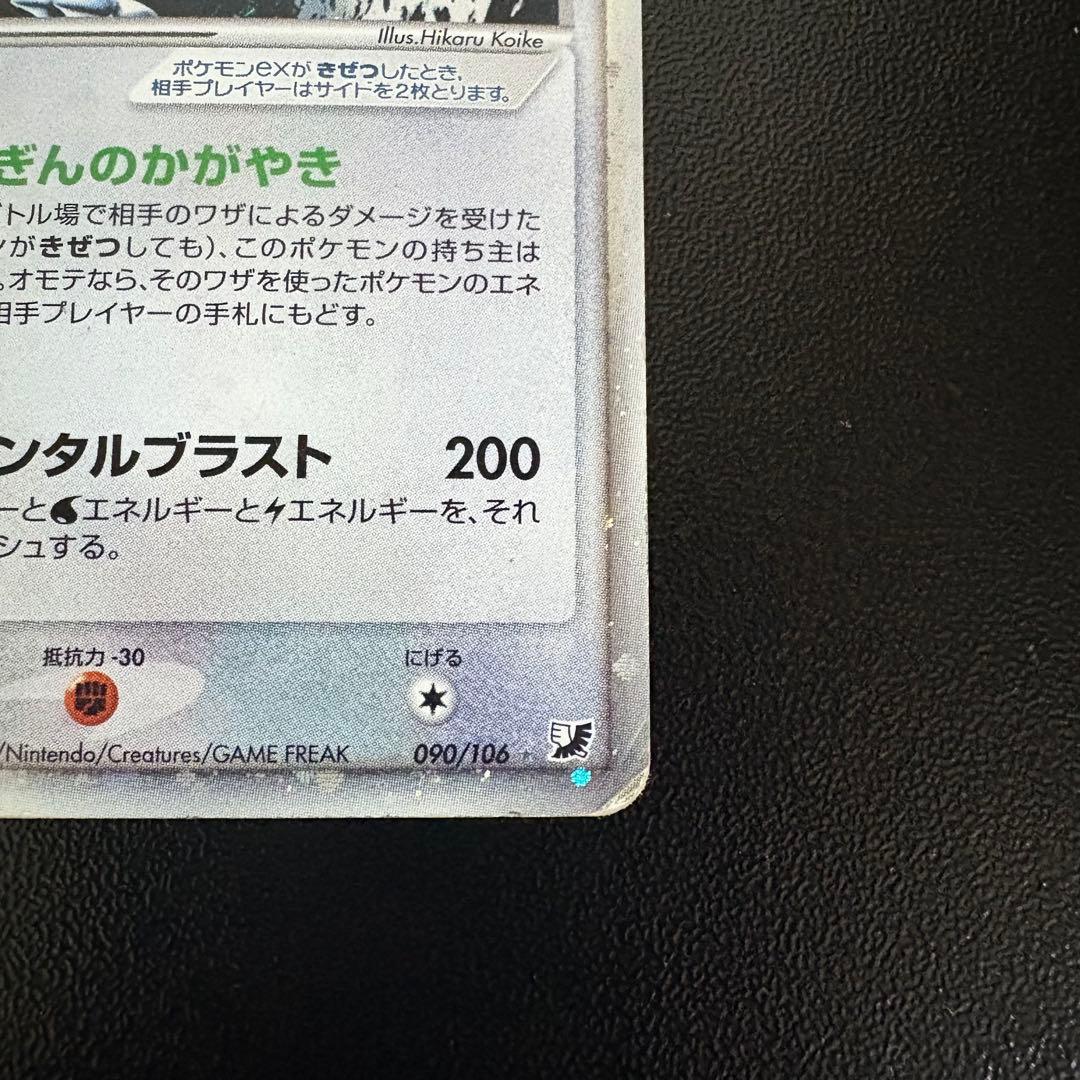 Illus.Hikaru Koike
ポケモンexが きぜつしたとき、
相手プレイヤーはサイドを2枚とります。
ぎんのかがやき
トル場で相手のワザによるダメージを受けた
がきぜつしても)、このポケモンの持ち主は
。オモテなら、そのワザを使ったポケモンのエネ
相手プレイヤーの手札にもどす。
ンタルブラスト 200
ーとエネルギーとエネルギーを、それ
シュする。
抵抗力 -30 にげる
/Nintendo/Creatures/GAME FREAK 090/106